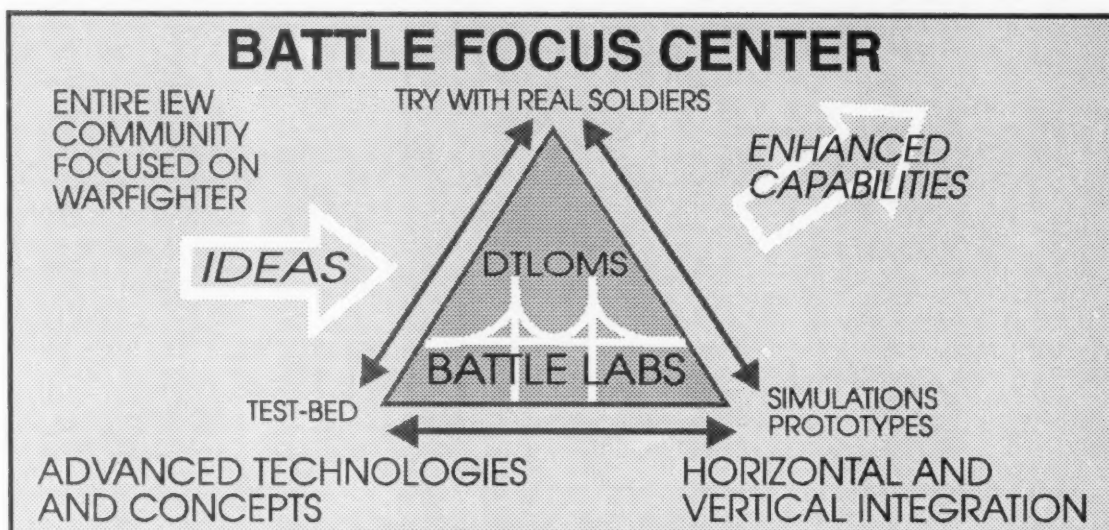 BATTLE FOCUS CENTER
ENTIRE IEW
COMMUNITY
FOCUSED ON
WARFIGHTER
TRY WITH REAL SOLDIERS
ENHANCED
CAPABILITIES
IDEAS
DTLOMS
BATTLE LABS
TEST-BED
SIMULATIONS
PROTOTYPES
ADVANCED TECHNOLOGIES
AND CONCEPTS
HORIZONTAL AND
VERTICAL INTEGRATION